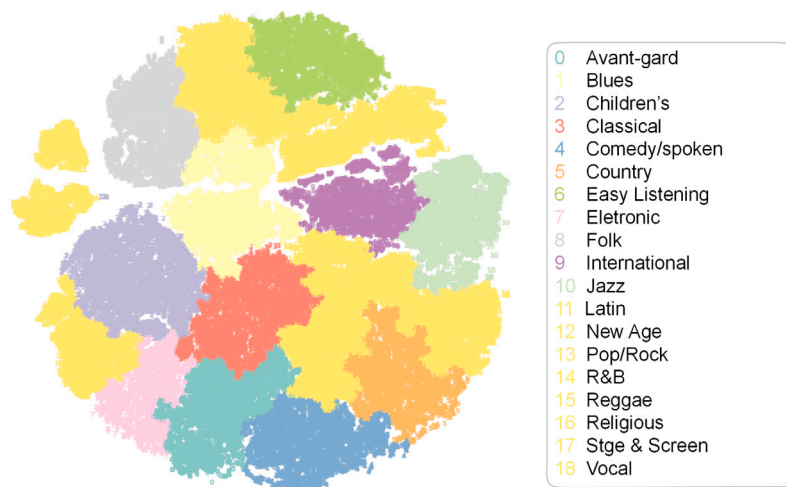 0 Avant-gard
1 Blues
2 Children's
3 Classical
4 Comedy/spoken
5 Country
6 Easy Listening
7 Eletronic
8 Folk
9 International
10 Jazz
11 Latin
12 New Age
13 Pop/Rock
14 R&B
15 Reggae
16 Religious
17 Stge & Screen
18 Vocal